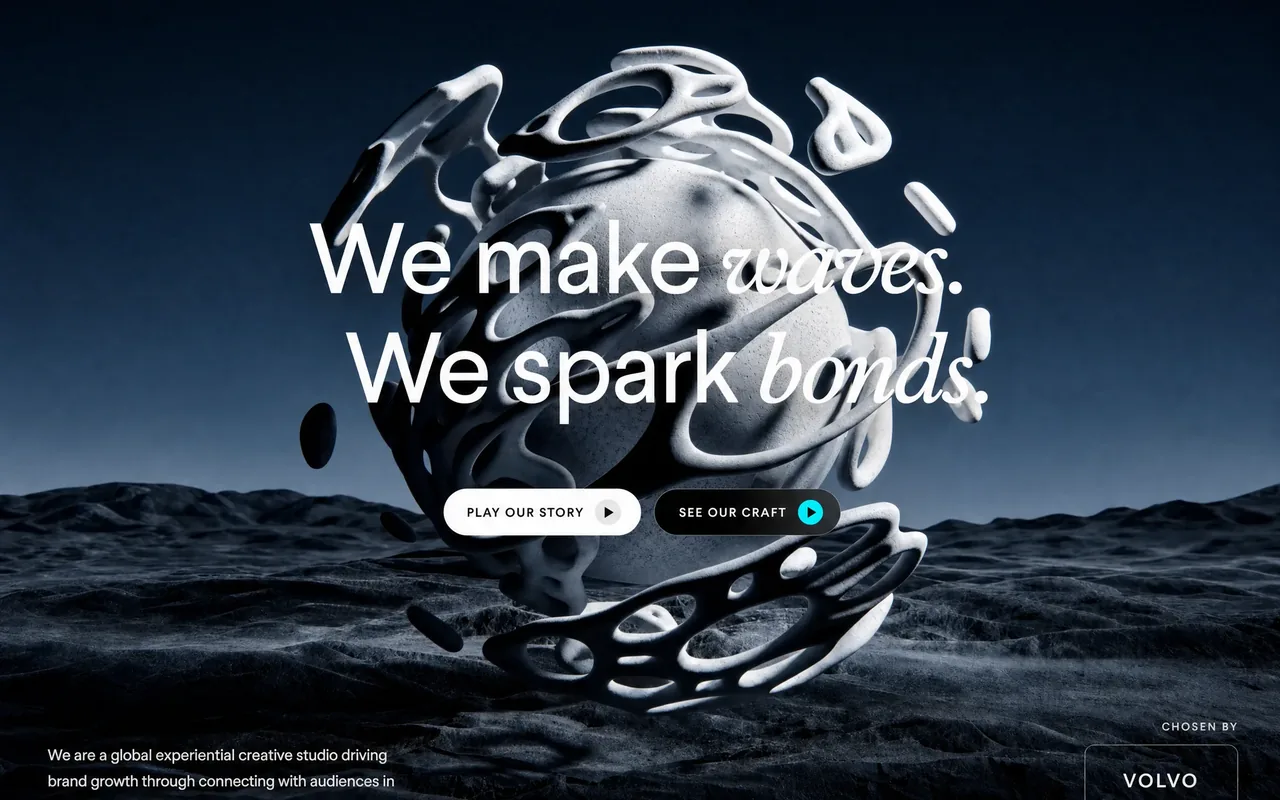 We make waves.
We spark bonds.
PLAY OUR STORY
SEE OUR CRAFT
CHOSEN BY
We are a global experiential creative studio driving
brand growth through connecting with audiences in
VOLVO